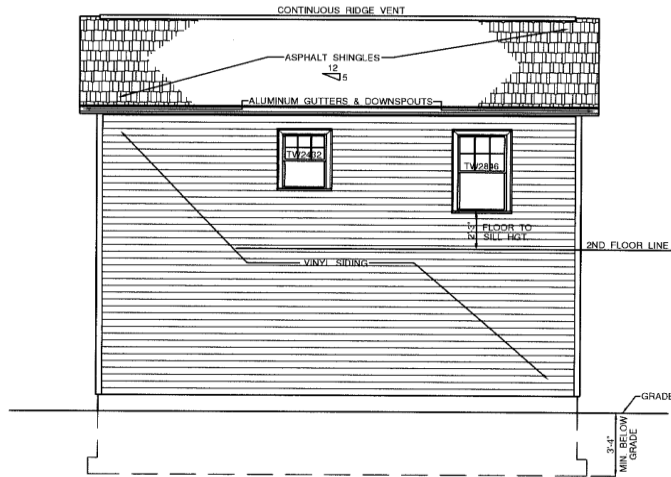 CONTINUOUS RIDGE VENT
ASPHALT SHINGLES
12
5
ALUMINUM GUTTERS & DOWNSPOUTS
TW2432
TW2846
FLOOR TO
SILL HGT.
2ND FLOOR LINE
VINYL SIDING
GRADE
3'-4"
MIN. BELOW
GRADE